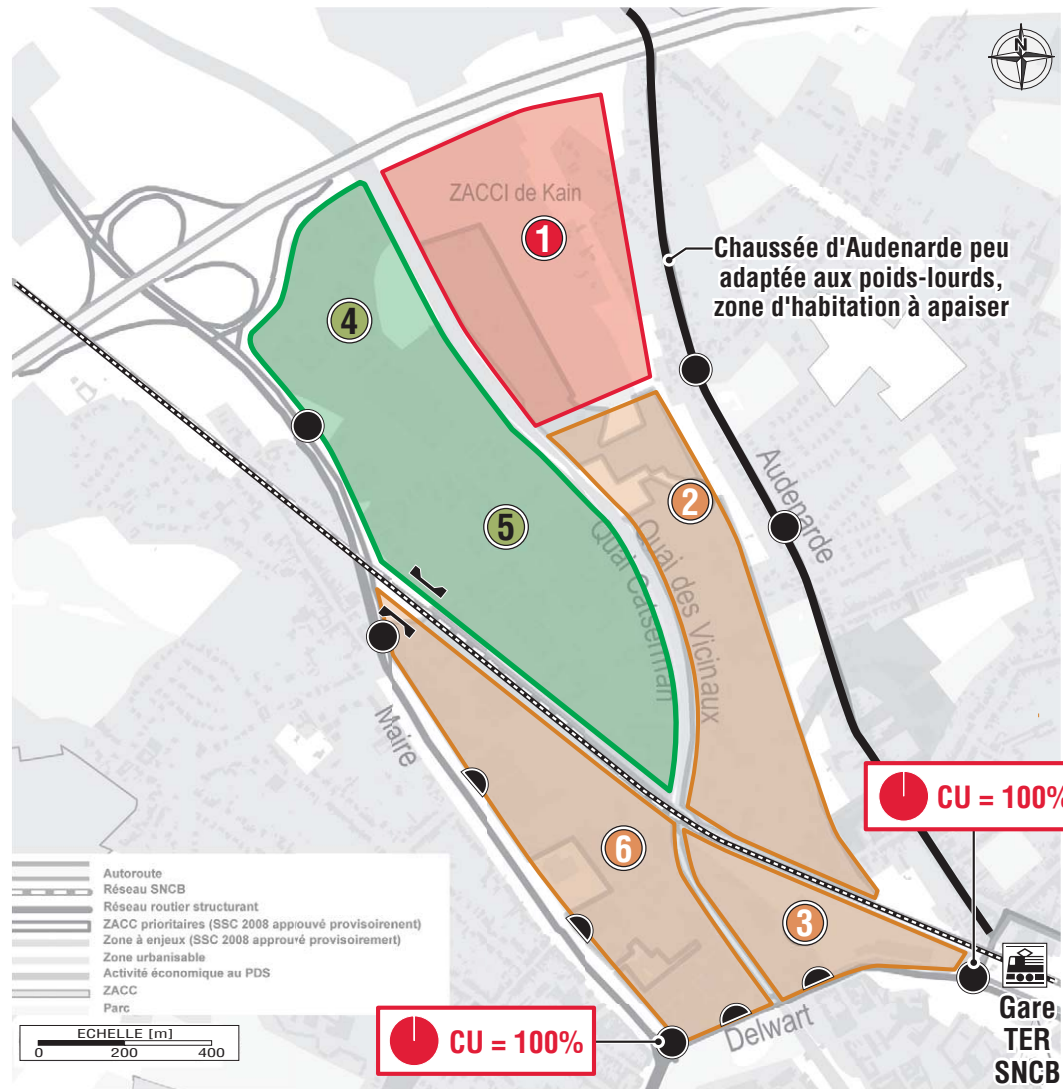 N
ZACCI de Kain
1
Chaussée d'Audenarde peu
adaptée aux poids-lourds,
zone d'habitation à apaiser
4
2
5
Audenarde
Quai des Vicinaux
Quai Catserman
Maire
CU = 100%
6
3
Autoroute
Réseau SNCB
Réseau routier structurant
ZACC prioritaires (SSC 2008 approuvé provisoirenent)
Zone à enjeux (SSC 2008 approuvé provisoiremet)
Zone urbanisable
Activité économique au PDS
ZACC
Parc
ECHELLE [m]
0 200 400
CU = 100%
Delwart
Gare
TER
SNCB